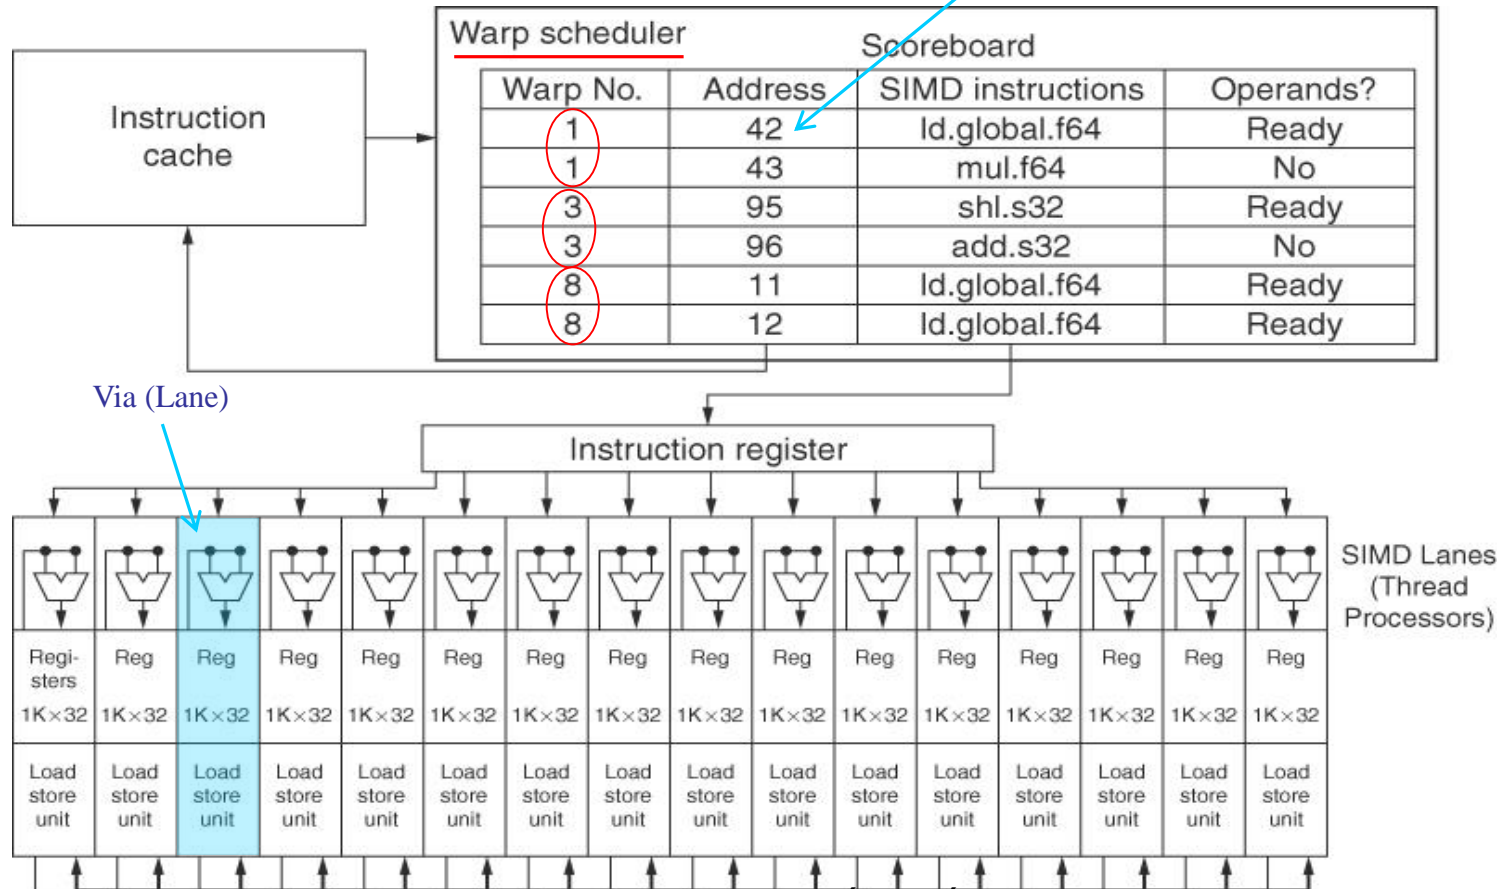 Warp scheduler
Scoreboard
Warp No. Address SIMD instructions Operands?
1 42 ld.global.f64 Ready
1 43 mul.f64 No
3 95 shl.s32 Ready
3 96 add.s32 No
8 11 ld.global.f64 Ready
8 12 ld.global.f64 Ready
Instruction
cache
Via (Lane)
Instruction register
SIMD Lanes
(Thread
Processors)
Regi- Reg Reg Reg Reg Reg Reg Reg Reg Reg Reg Reg Reg Reg Reg Reg
sters
1K×32 1K×32 1K×32 1K×32 1K×32 1K×32 1K×32 1K×32 1K×32 1K×32 1K×32 1K×32 1K×32 1K×32 1K×32 1K×32
Load Load Load Load Load Load Load Load Load Load Load Load Load Load Load Load
store store store store store store store store store store store store store store store store
unit unit unit unit unit unit unit unit unit unit unit unit unit unit unit unit